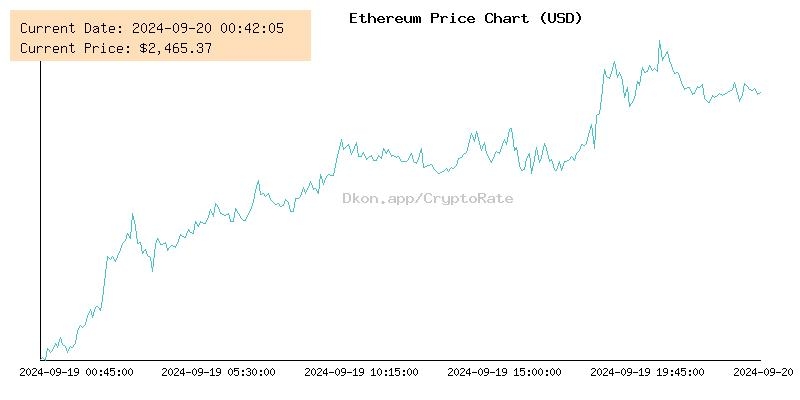 Ethereum Price Chart (USD)
Current Date: 2024-09-20 00:42:05
Current Price: $2,465.37
Dkon.app/CryptoRate
2024-09-19 00:45:00 2024-09-19 05:30:00 2024-09-19 10:15:00 2024-09-19 15:00:00 2024-09-19 19:45:00 2024-09-20